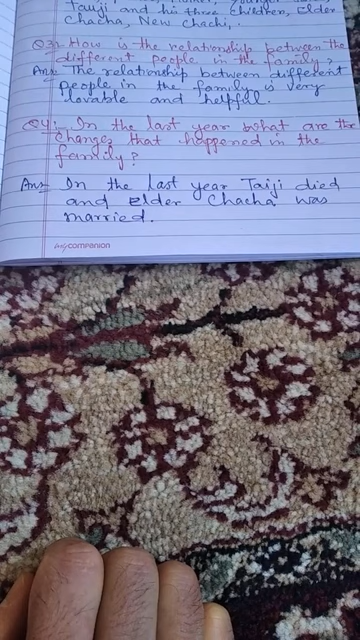 Tauji and his three children, Elder
Chacha, New Chachi,
Q3:- How is the relationship between the
different people in the family?
Ans: The relationship between different
people in the family is very
lovable and helpful.
Q4:- In the last year what are the
changes that happened in the
family?
Ans: In the last year Taiji died
and elder Chacha was
married.
mycompanion